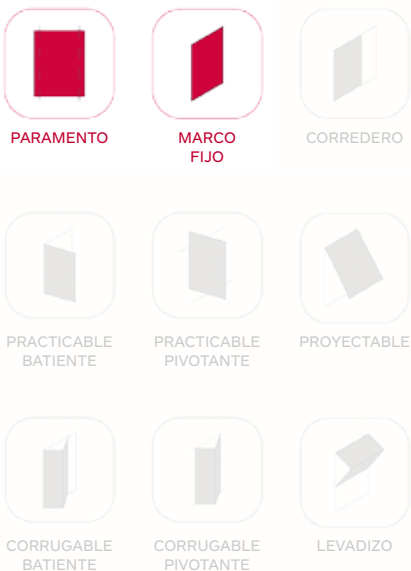 PARAMENTO
MARCO
FIJO
CORREDERO
PRACTICABLE
BATIENTE
PRACTICABLE
PIVOTANTE
PROYECTABLE
CORRUGABLE
BATIENTE
CORRUGABLE
PIVOTANTE
LEVADIZO